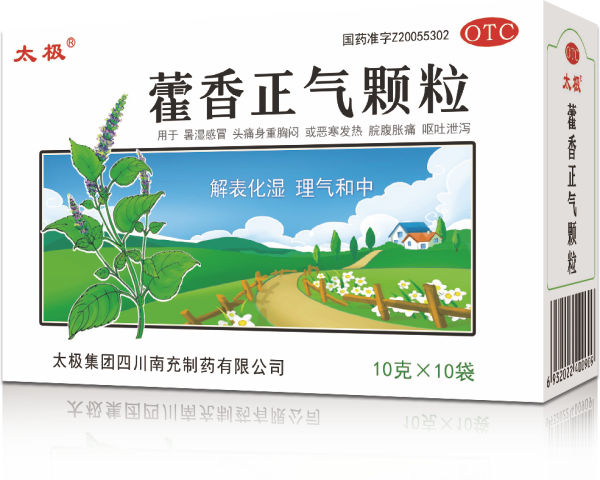 太极®
国药准字Z20055302
OTC
藿香正气颗粒
用于 暑湿感冒 头痛身重胸闷 或恶寒发热 脘腹胀痛 呕吐泄泻
解表化湿 理气和中
太极集团四川南充制药有限公司
10克×10袋
OTC
太极®
藿香正气颗粒
6 932022 400909